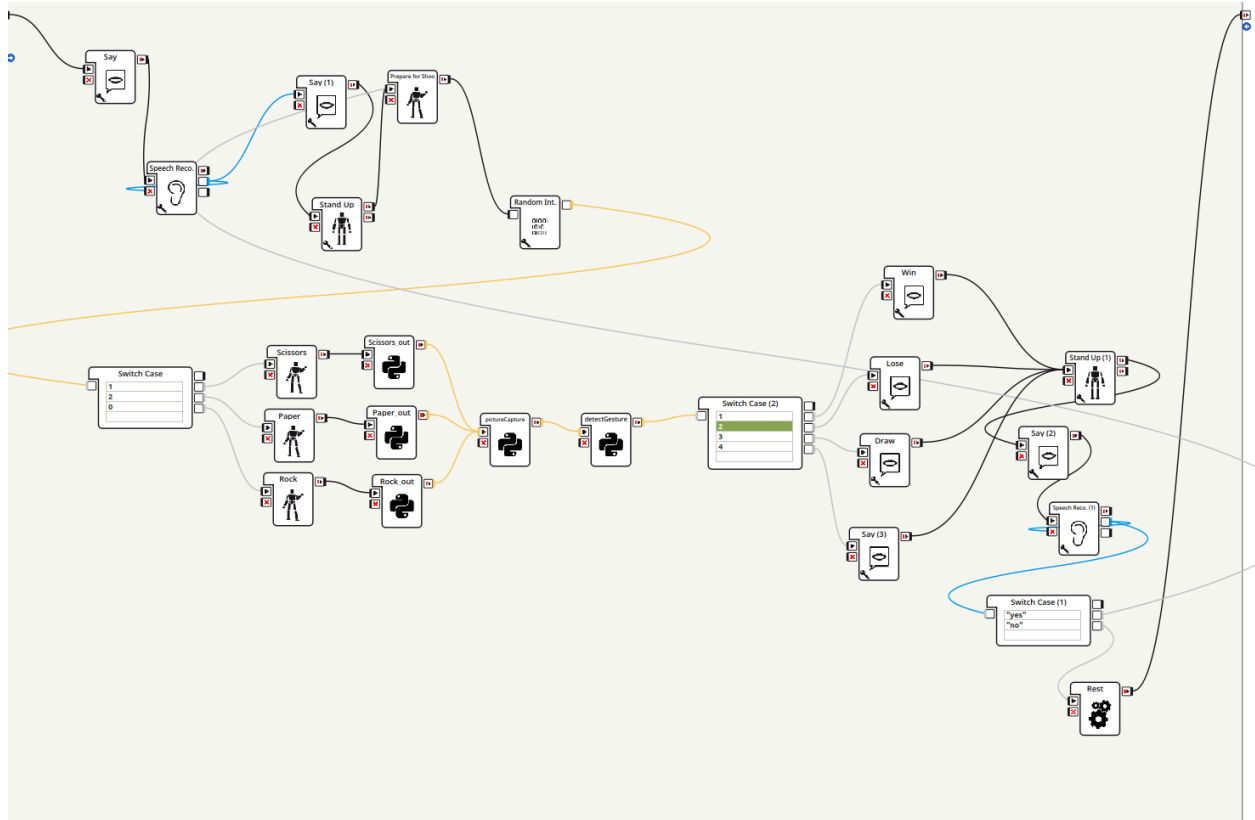 Say
Say (1)
Prepare for Shoo
Speech Reco.
Stand Up
Random Int.
Win
Scissors
Scissors_out
Stand Up (1)
Lose
Switch Case
1
2
0
Paper
Paper_out
pictureCapture
detectGesture
Switch Case (2)
1
2
3
4
Draw
Say (2)
Rock
Rock_out
Speech Reco. (1)
Say (3)
Switch Case (1)
"yes"
"no"
Rest